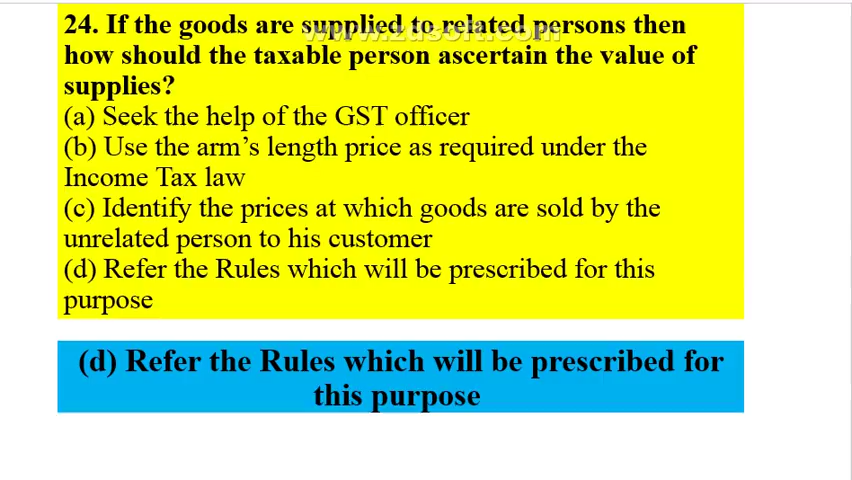 24. If the goods are supplied to related persons then
how should the taxable person ascertain the value of
supplies?
(a) Seek the help of the GST officer
(b) Use the arm’s length price as required under the
Income Tax law
(c) Identify the prices at which goods are sold by the
unrelated person to his customer
(d) Refer the Rules which will be prescribed for this
purpose
(d) Refer the Rules which will be prescribed for
this purpose
www.zdsoft.com